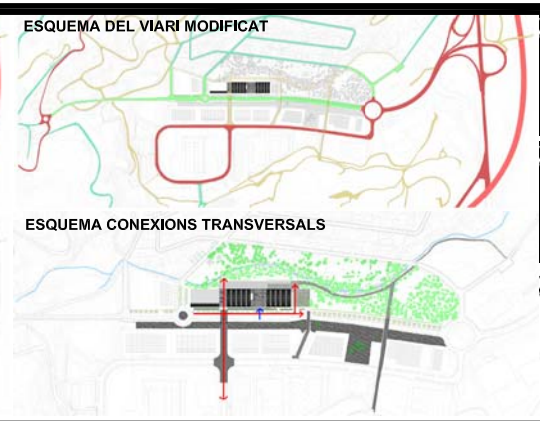 ESQUEMA DEL VIARI MODIFICAT
ESQUEMA CONEXIONS TRANSVERSALS